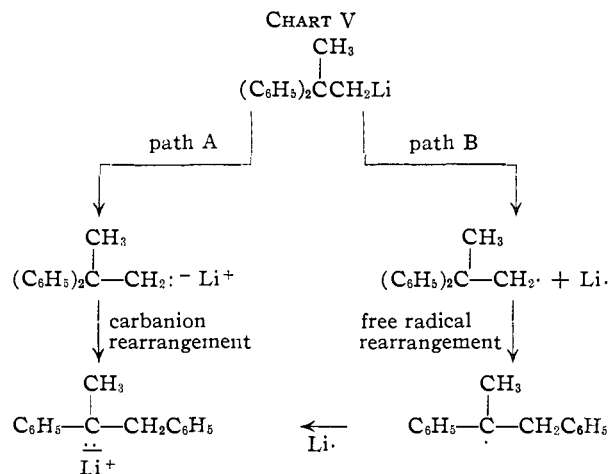 CHART V
CH₃
(C₆H₅)₂CCH₂Li
path A path B
CH₃ CH₃
(C₆H₅)₂C—CH₂:⁻ Li⁺ (C₆H₅)₂C—CH₂· + Li·
carbanion free radical
rearrangement rearrangement
CH₃ CH₃
C₆H₅—C—CH₂C₆H₅ C₆H₅—C—CH₂C₆H₅
Li· ·
Li⁺